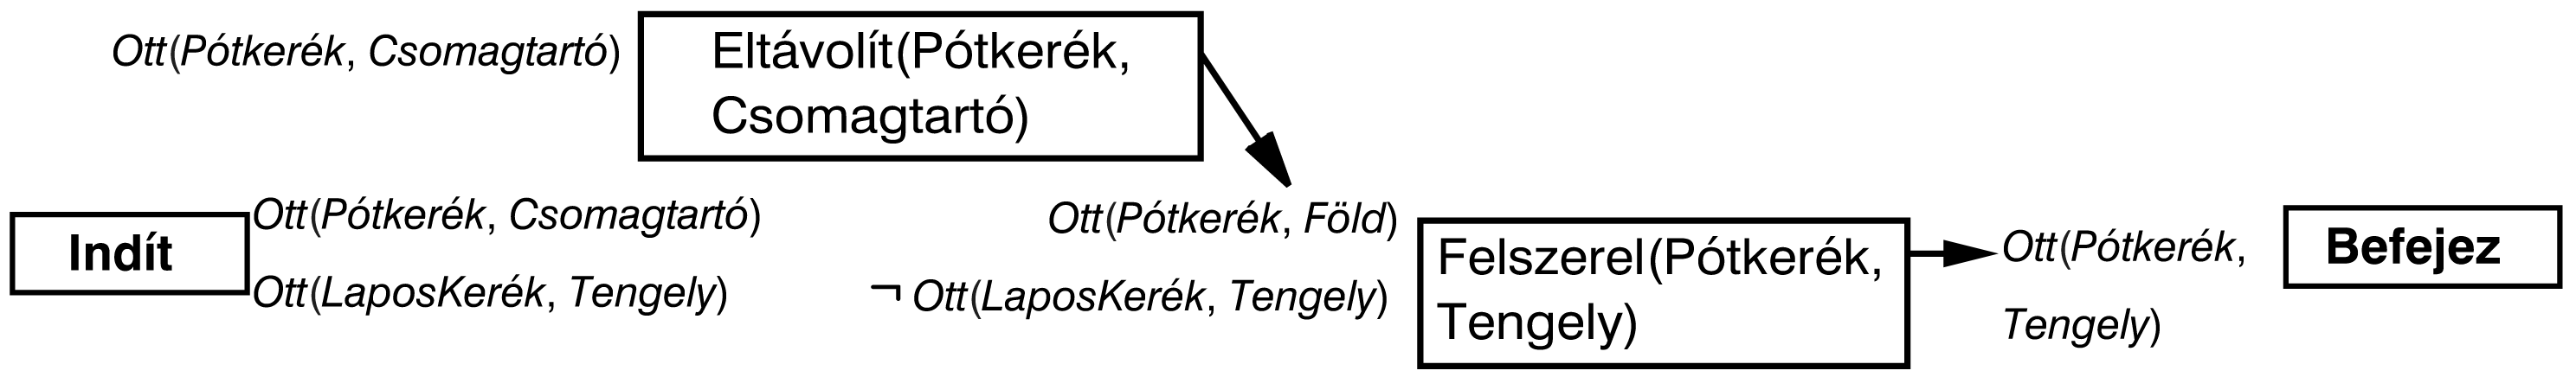 Ott(Pótkerék, Csomagtartó)
Eltávolít(Pótkerék,
Csomagtartó)
Indít
Ott(Pótkerék, Csomagtartó)
Ott(LaposKerék, Tengely)
Ott(Pótkerék, Föld)
¬ Ott(LaposKerék, Tengely)
Felszerel(Pótkerék,
Tengely)
Ott(Pótkerék,
Tengely)
Befejez